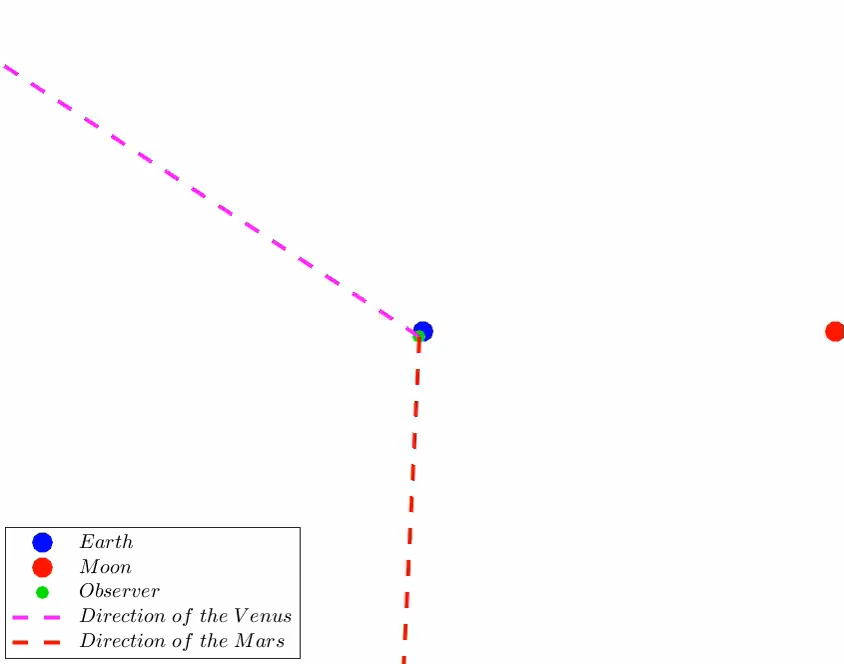 Earth
Moon
Observer
Direction of the Venus
Direction of the Mars